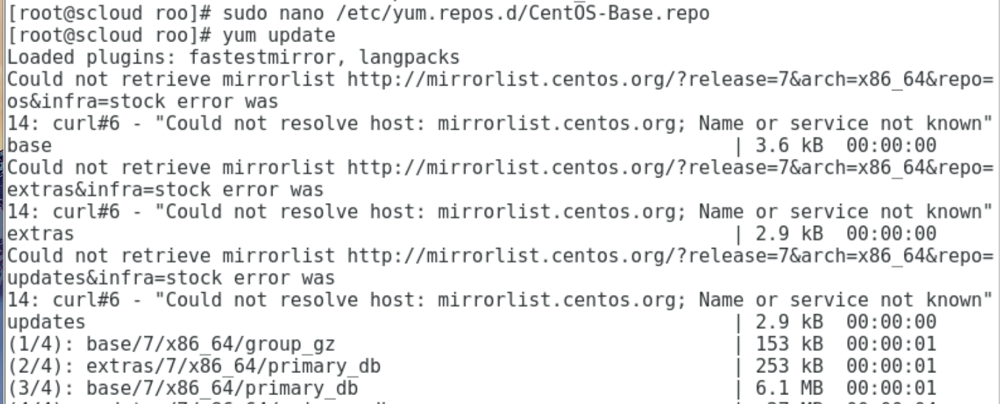 [root@scloud roo]# sudo nano /etc/yum.repos.d/CentOS-Base.repo
[root@scloud roo]# yum update
Loaded plugins: fastestmirror, langpacks
Could not retrieve mirrorlist http://mirrorlist.centos.org/?release=7&arch=x86_64&repo=
os&infra=stock error was
14: curl#6 - "Could not resolve host: mirrorlist.centos.org; Name or service not known"
base | 3.6 kB 00:00:00
Could not retrieve mirrorlist http://mirrorlist.centos.org/?release=7&arch=x86_64&repo=
extras&infra=stock error was
14: curl#6 - "Could not resolve host: mirrorlist.centos.org; Name or service not known"
extras | 2.9 kB 00:00:00
Could not retrieve mirrorlist http://mirrorlist.centos.org/?release=7&arch=x86_64&repo=
updates&infra=stock error was
14: curl#6 - "Could not resolve host: mirrorlist.centos.org; Name or service not known"
updates | 2.9 kB 00:00:00
(1/4): base/7/x86_64/group_gz | 153 kB 00:00:01
(2/4): extras/7/x86_64/primary_db | 253 kB 00:00:01
(3/4): base/7/x86_64/primary_db | 6.1 MB 00:00:01